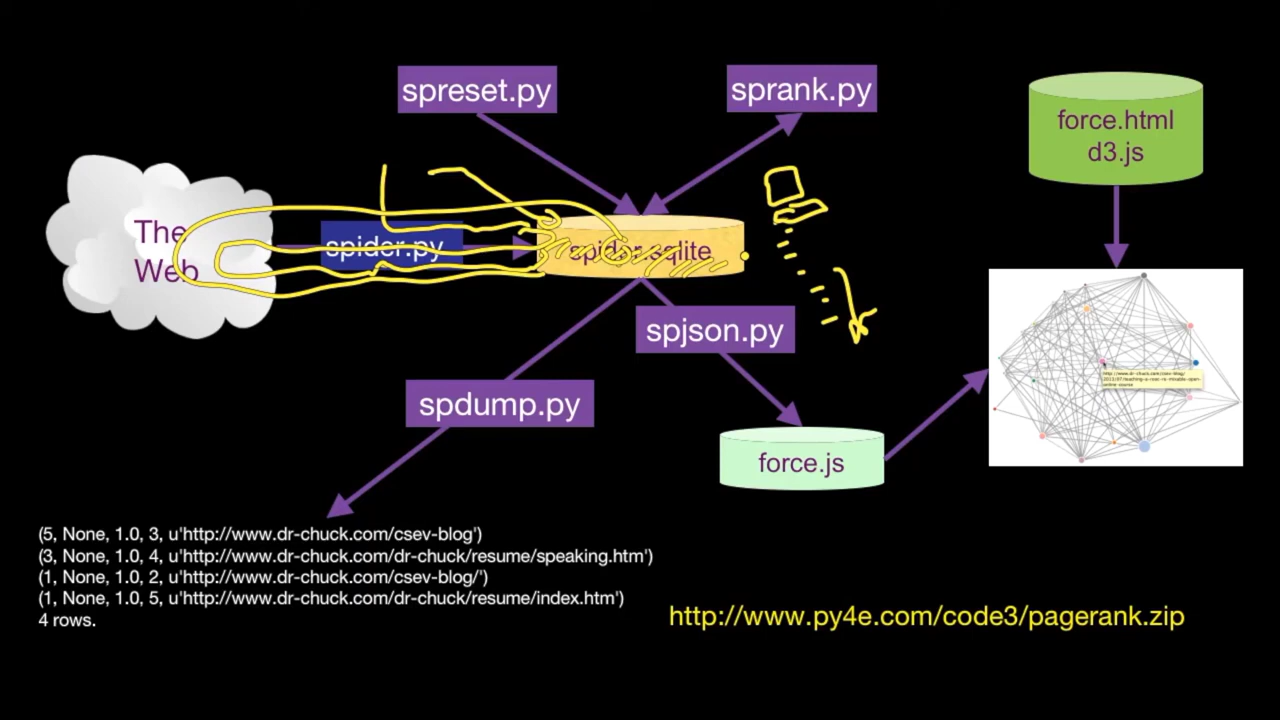 spreset.py
sprank.py
force.html
d3.js
The
Web
spider.py
spider.sqlite
spjson.py
spdump.py
force.js
(5, None, 1.0, 3, u'http://www.dr-chuck.com/csev-blog')
(3, None, 1.0, 4, u'http://www.dr-chuck.com/dr-chuck/resume/speaking.htm')
(1, None, 1.0, 2, u'http://www.dr-chuck.com/csev-blog/')
(1, None, 1.0, 5, u'http://www.dr-chuck.com/dr-chuck/resume/index.htm')
4 rows.
http://www.py4e.com/code3/pagerank.zip